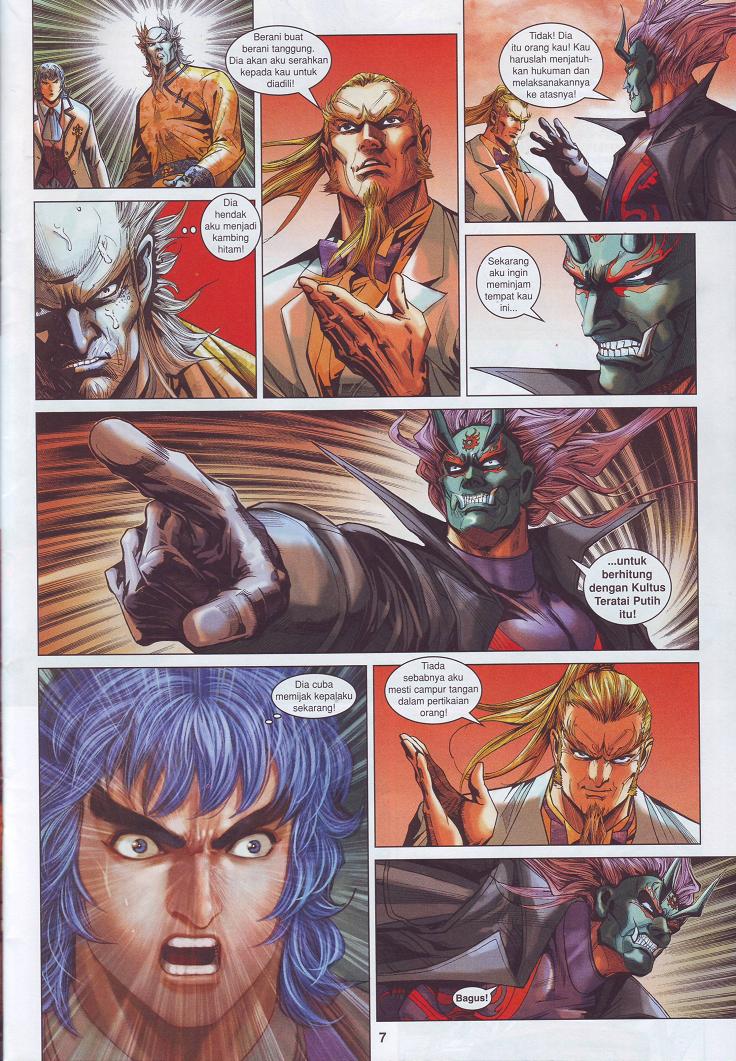 Berani buat
berani tanggung.
Dia akan aku serahkan
kepada kau untuk
diadili!
Tidak! Dia
itu orang kau! Kau
haruslah menjatuh-
kan hukuman dan
melaksanakannya
ke atasnya!
Dia
hendak
aku menjadi
kambing
hitam!
Sekarang
aku ingin
meminjam
tempat kau
ini...
...untuk
berhitung
dengan Kultus
Teratai Putih
itu!
Dia cuba
memijak kepalaku
sekarang!
Tiada
sebabnya aku
mesti campur tangan
dalam pertikaian
orang!
Bagus!
7